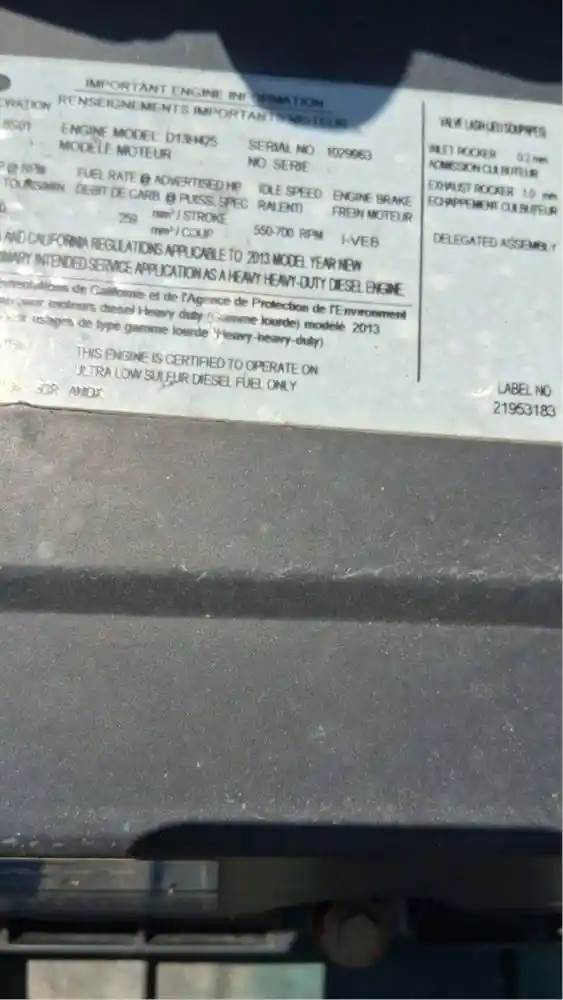 IMPORTANT ENGINE INFORMATION
RENSEIGNEMENTS IMPORTANTS MOTEUR
ENGINE MODEL D13H425 SERIAL NO 1029963
MODELE MOTEUR NO SERIE
FUEL RATE @ ADVERTISED HP IDLE SPEED ENGINE BRAKE
DEBIT DE CARB @ PUISS. SPEC RALENTI FREIN MOTEUR
259 mm³ / STROKE
mm³ / COUP 550-700 RPM I-VEB
AND CALIFORNIA REGULATIONS APPLICABLE TO 2013 MODEL YEAR NEW
INTENDED SERVICE APPLICATION AS A HEAVY HEAVY-DUTY DIESEL ENGINE
de Californie et de l'Agence de Protection de l'Environment
pour moteurs diesel Heavy duty (Gamme lourde) modèle 2013
usages de type gamme lourde (Heavy-heavy-duty)
THIS ENGINE IS CERTIFIED TO OPERATE ON
ULTRA LOW SULFUR DIESEL FUEL ONLY
VALVE LASH
INLET ROCKER 0.2 mm
ADMISSION CULBUTEUR
EXHAUST ROCKER 1.0 mm
ECHAPPEMENT CULBUTEUR
DELEGATED ASSEMBLY
LABEL NO
21953183